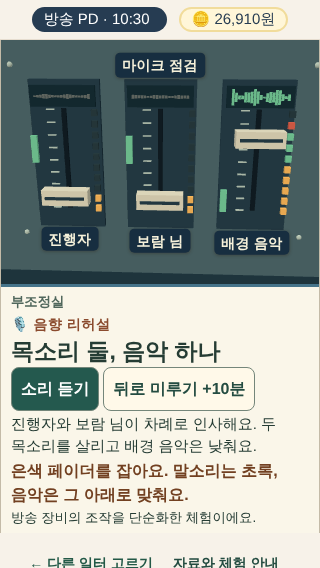 방송 PD · 10:30
26,910원
마이크 점검
진행자
보람 님
배경 음악
부조정실
음향 리허설
목소리 둘, 음악 하나
소리 듣기
뒤로 미루기 +10분
진행자와 보람 님이 차례로 인사해요. 두
목소리를 살리고 배경 음악은 낮춰요.
은색 페이더를 잡아요. 말소리는 초록,
음악은 그 아래로 맞춰요.
방송 장비의 조작을 단순화한 체험이에요.
← 다른 일터 고르기
자료와 체험 안내